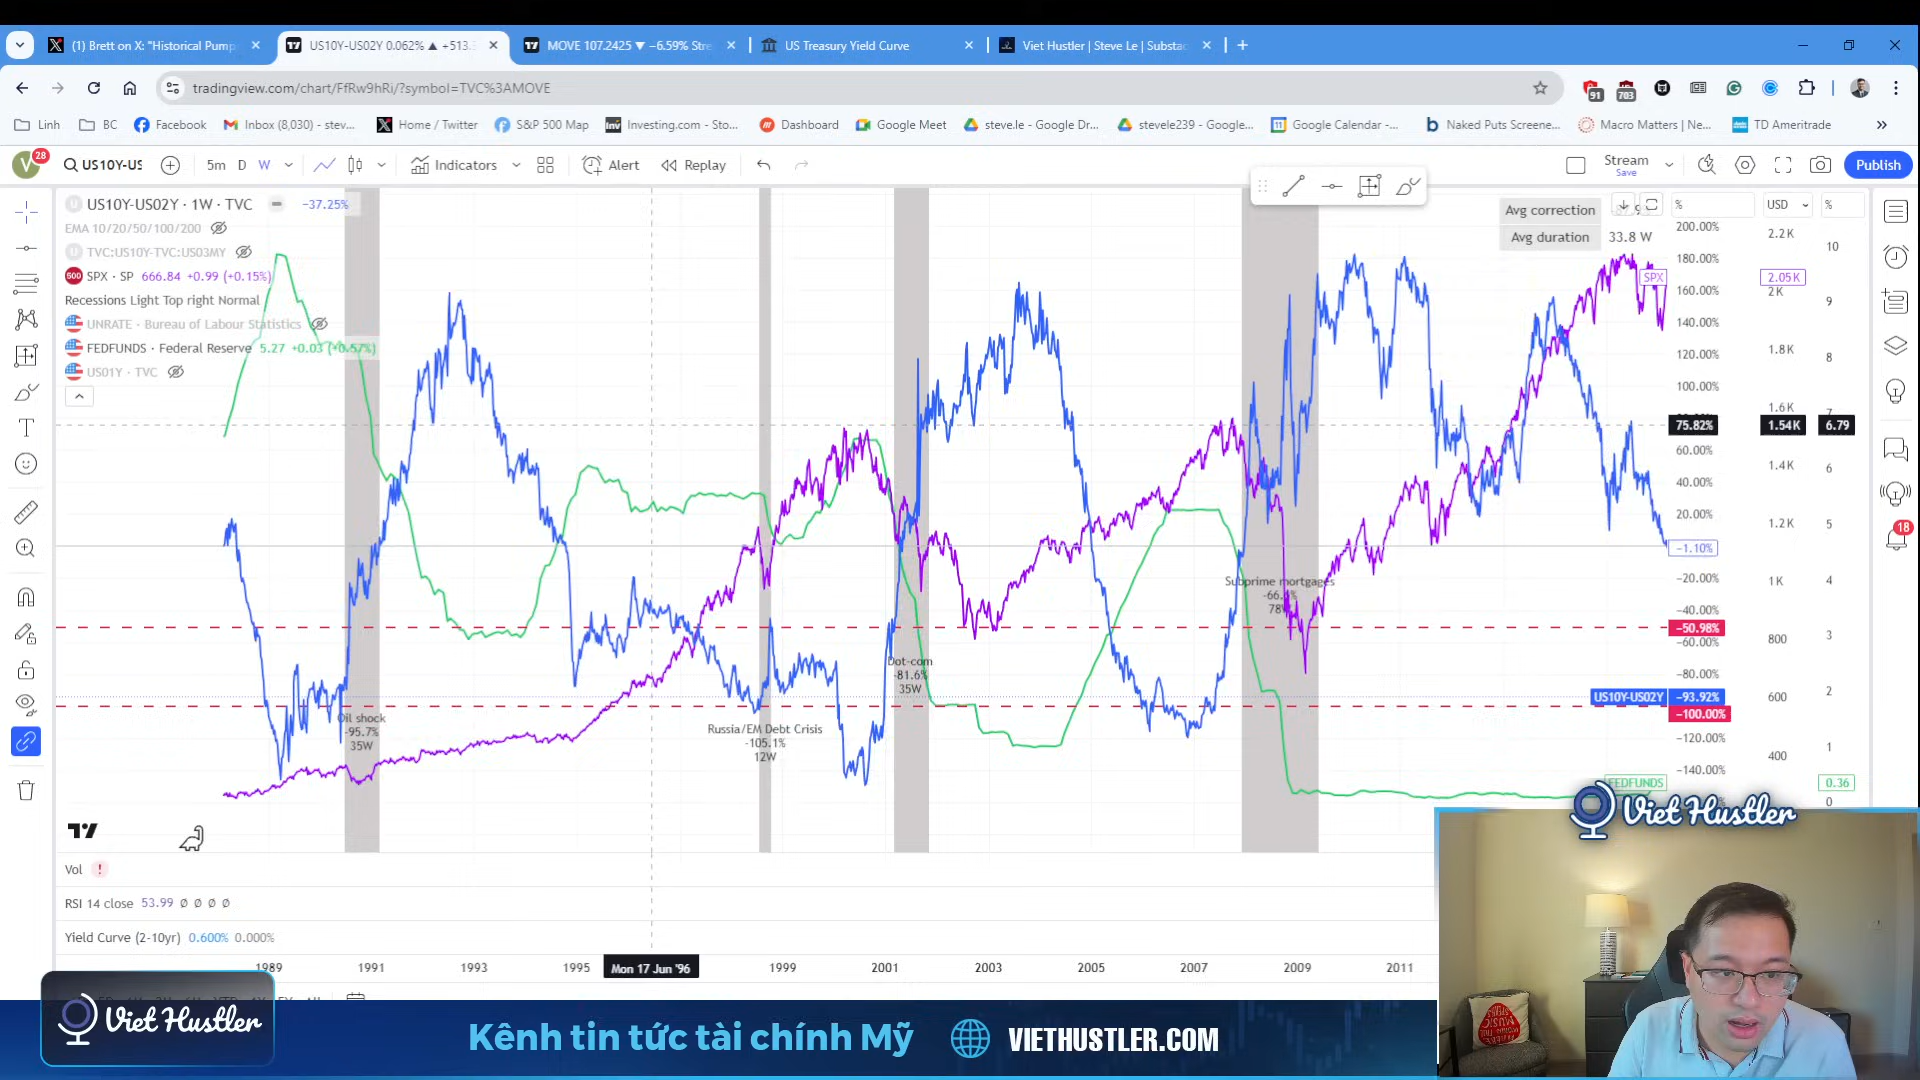 (1) Brett on X: "Historical Pump
US10Y-US02Y 0.062% ▲ +513.
MOVE 107.2425 ▼ −6.59% Stre
US Treasury Yield Curve
Viet Hustler | Steve Le | Substac
tradingview.com/chart/FfRw9hRi/?symbol=TVC%3AMOVE
91
703
Linh
BC
Facebook
Inbox (8,030) - stev...
Home / Twitter
S&P 500 Map
Investing.com - Sto...
Dashboard
Google Meet
steve.le - Google Dr...
stevele239 - Google...
Google Calendar -...
Naked Puts Screene...
Macro Matters | Ne...
TD Ameritrade
V
28
US10Y-US
5m
D
W
Indicators
Alert
Replay
Stream
Save
Publish
US10Y-US02Y · 1W · TVC
−37.25%
EMA 10/20/50/100/200
TVC:US10Y-TVC:US03MY
500
SPX · SP 666.84 +0.99 (+0.15%)
Recessions Light Top right Normal
UNRATE · Bureau of Labour Statistics
FEDFUNDS · Federal Reserve 5.27 +0.03 (+0.57%)
US01Y · TVC
Avg correction
Avg duration
33.8 W
%
USD
%
200.00%
180.00%
160.00%
140.00%
120.00%
100.00%
75.82%
60.00%
40.00%
20.00%
−1.10%
−20.00%
−40.00%
−50.98%
−60.00%
−80.00%
−93.92%
−100.00%
−120.00%
−140.00%
2.2K
2.05K
2K
1.8K
1.6K
1.54K
1.4K
1.2K
1K
800
600
400
10
9
8
7
6.79
6
5
4
3
2
1
0.36
0
SPX
US10Y-US02Y
FEDFUNDS
18
Oil shock
-95.7%
35W
Russia/EM Debt Crisis
-105.1%
12W
Dot-com
-81.6%
35W
Subprime mortgages
Vol
!
RSI 14 close 53.99 ∅ ∅ ∅ ∅
Yield Curve (2-10yr) 0.600% 0.000%
1989
1991
1993
1995
Mon 17 Jun '96
1999
2001
2003
2005
2007
2009
2011
Viet Hustler
Viet Hustler
Kênh tin tức tài chính Mỹ
VIETHUSTLER.COM